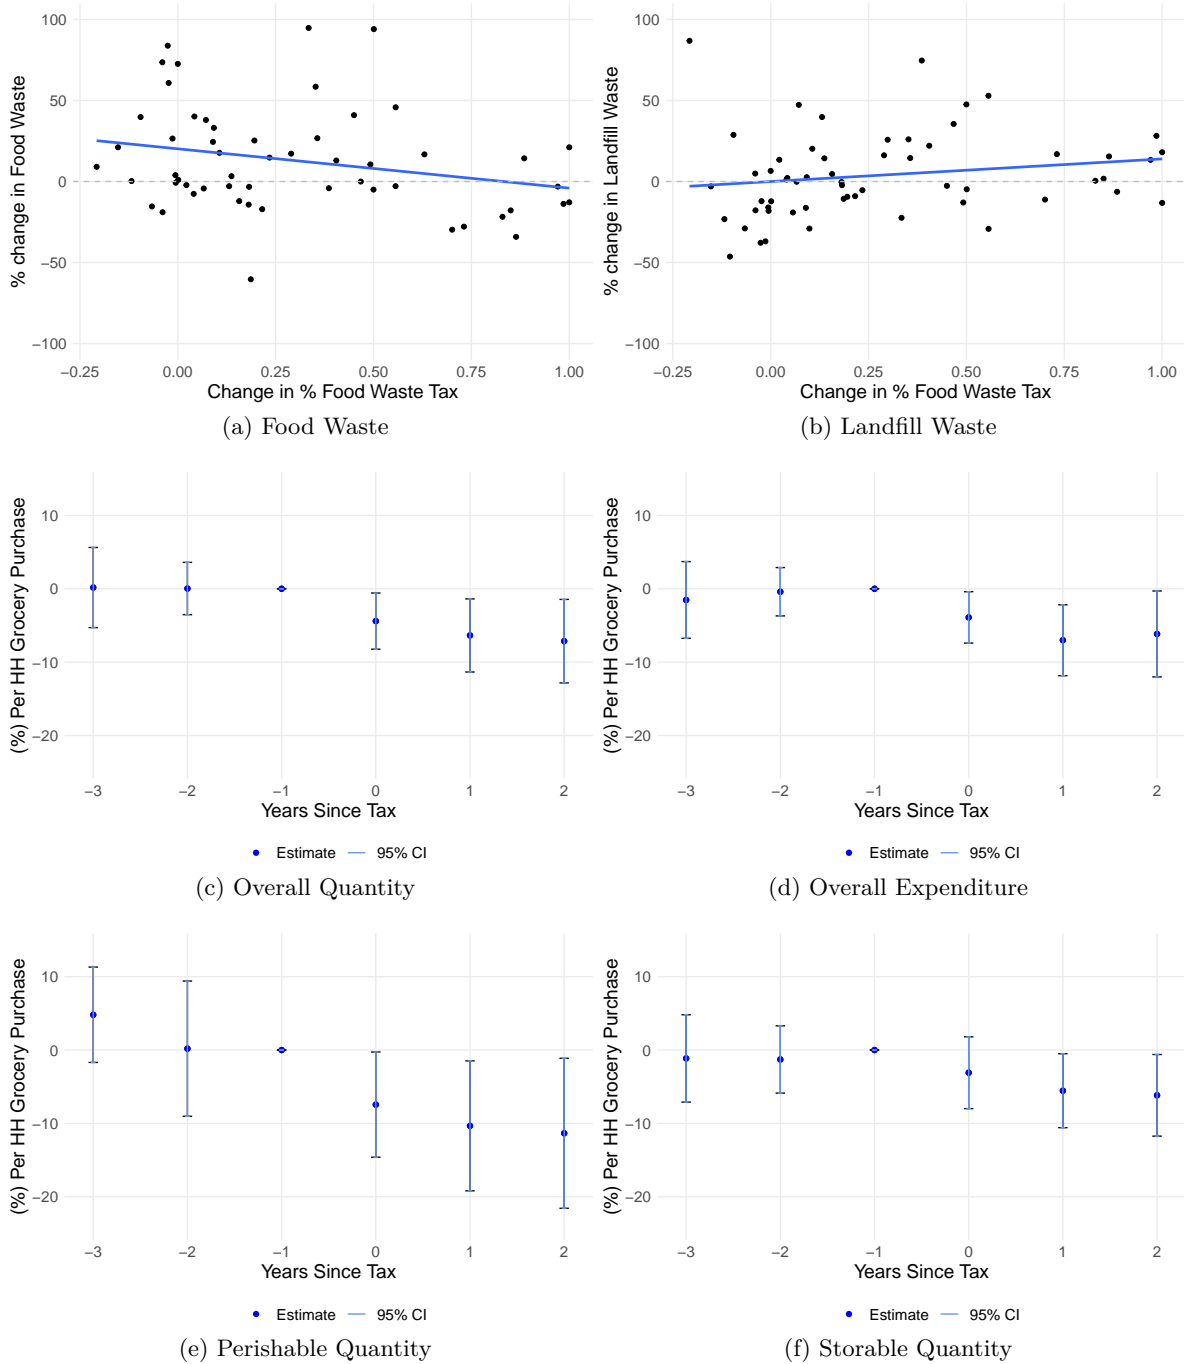 % change in Food Waste
100
50
0
−50
−100
−0.25 0.00 0.25 0.50 0.75 1.00
Change in % Food Waste Tax
(a) Food Waste
% change in Landfill Waste
100
50
0
−50
−100
−0.25 0.00 0.25 0.50 0.75 1.00
Change in % Food Waste Tax
(b) Landfill Waste
(%) Per HH Grocery Purchase
10
0
−10
−20
−3 −2 −1 0 1 2
Years Since Tax
Estimate 95% CI
(c) Overall Quantity
(%) Per HH Grocery Purchase
10
0
−10
−20
−3 −2 −1 0 1 2
Years Since Tax
Estimate 95% CI
(d) Overall Expenditure
(%) Per HH Grocery Purchase
10
0
−10
−20
−3 −2 −1 0 1 2
Years Since Tax
Estimate 95% CI
(e) Perishable Quantity
(%) Per HH Grocery Purchase
10
0
−10
−20
−3 −2 −1 0 1 2
Years Since Tax
Estimate 95% CI
(f) Storable Quantity